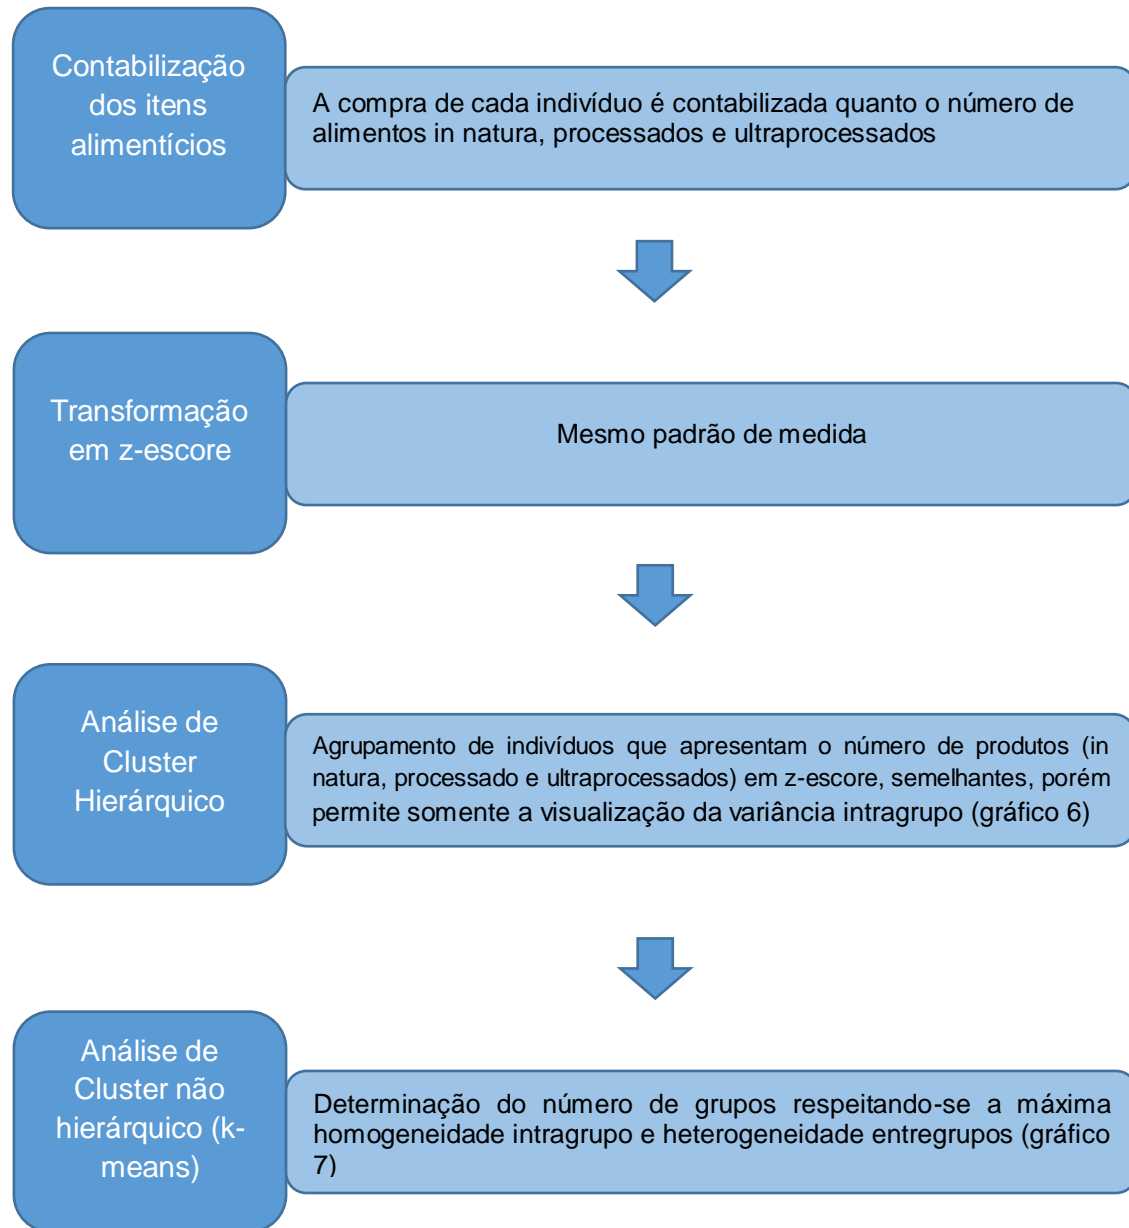 Contabilização
dos itens
alimentícios
A compra de cada indivíduo é contabilizada quanto o número de
alimentos in natura, processados e ultraprocessados
Transformação
em z-escore
Mesmo padrão de medida
Análise de
Cluster
Hierárquico
Agrupamento de indivíduos que apresentam o número de produtos (in
natura, processado e ultraprocessados) em z-escore, semelhantes, porém
permite somente a visualização da variância intragrupo (gráfico 6)
Análise de
Cluster não
hierárquico (k-
means)
Determinação do número de grupos respeitando-se a máxima
homogeneidade intragrupo e heterogeneidade entregrupos (gráfico
7)